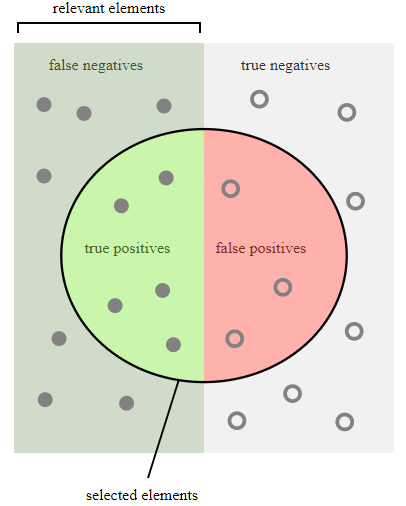 relevant elements
false negatives
true negatives
true positives
false positives
selected elements